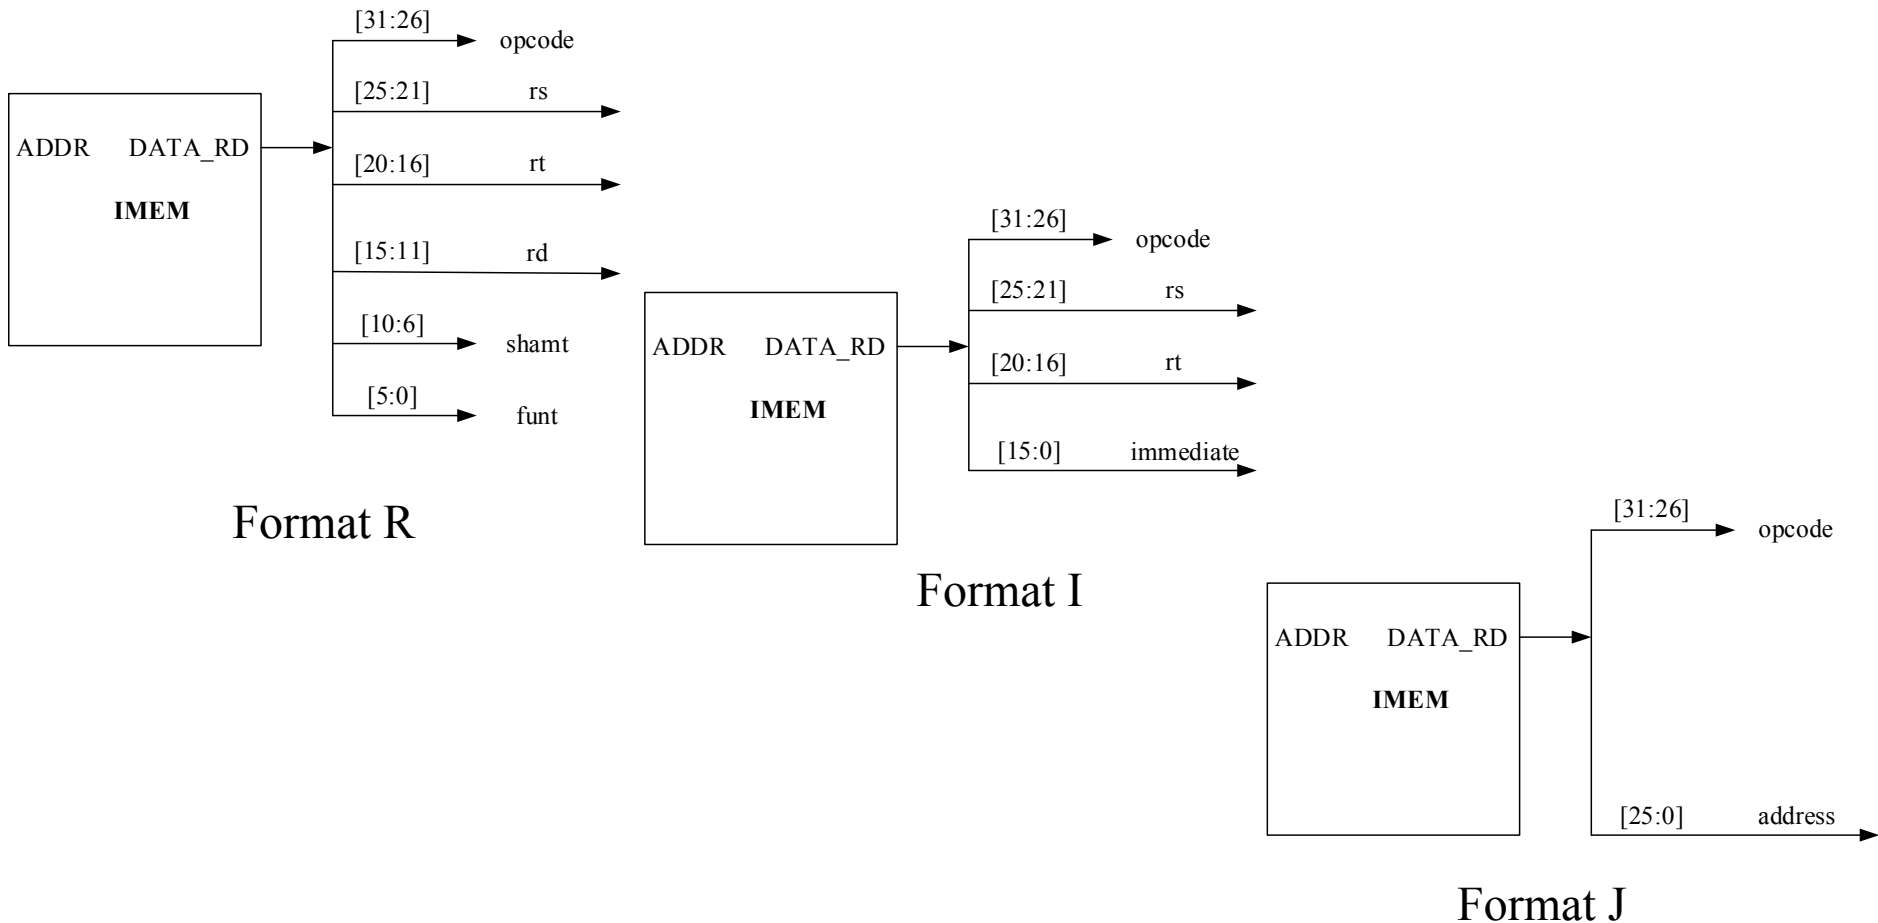 [31:26]
opcode
[25:21] rs
ADDR DATA_RD
[20:16] rt
IMEM
[15:11] rd
[10:6]
shamt
[5:0]
funt
Format R
[31:26]
opcode
[25:21] rs
ADDR DATA_RD
[20:16] rt
IMEM
[15:0] immediate
Format I
[31:26]
opcode
ADDR DATA_RD
IMEM
[25:0] address
Format J